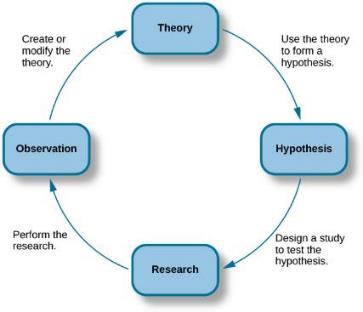 Theory
Use the theory
to form a
hypothesis.
Hypothesis
Design a study
to test the
hypothesis.
Research
Perform the
research.
Observation
Create or
modify the
theory.